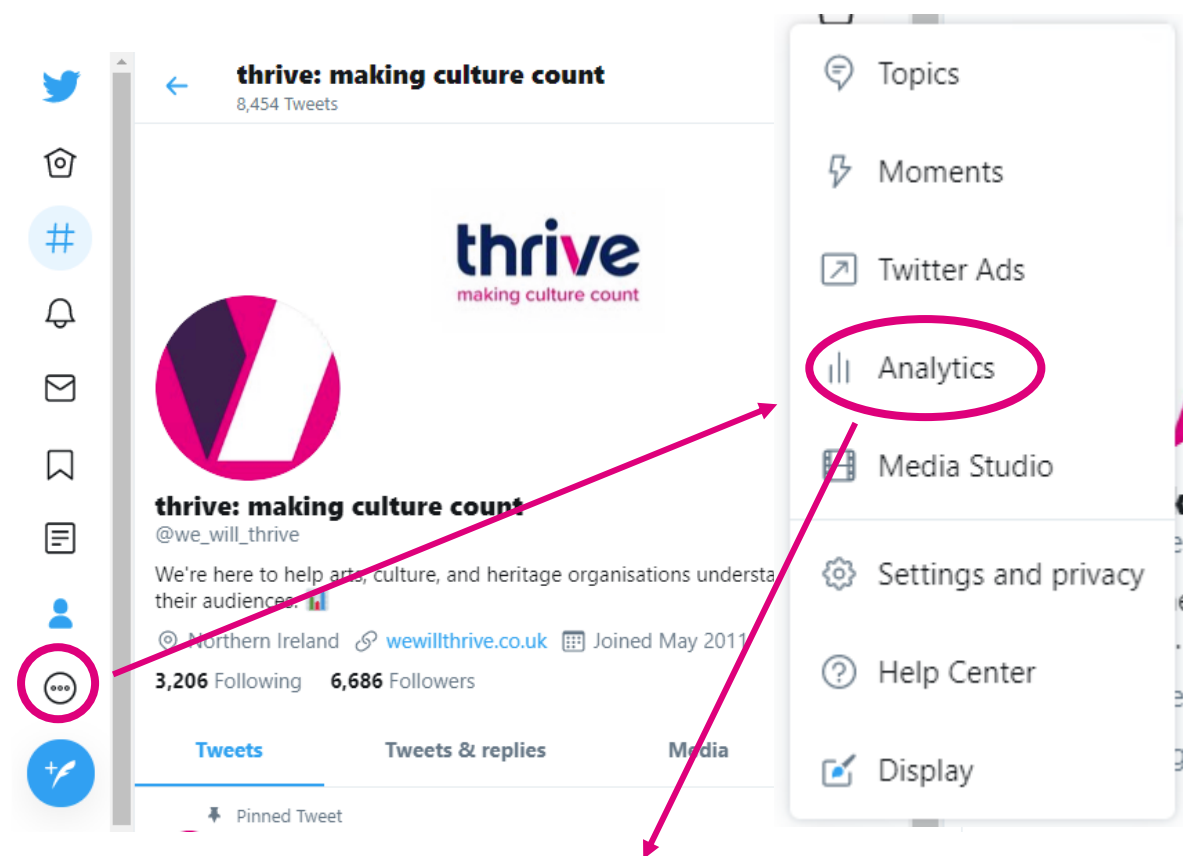 thrive: making culture count
8,454 Tweets
thrive
making culture count
thrive: making culture count
@we_will_thrive
We're here to help arts, culture, and heritage organisations understa
their audiences.
Northern Ireland wewillthrive.co.uk Joined May 2011
3,206 Following 6,686 Followers
Tweets Tweets & replies Media
Pinned Tweet
Topics
Moments
Twitter Ads
Analytics
Media Studio
Settings and privacy
Help Center
Display